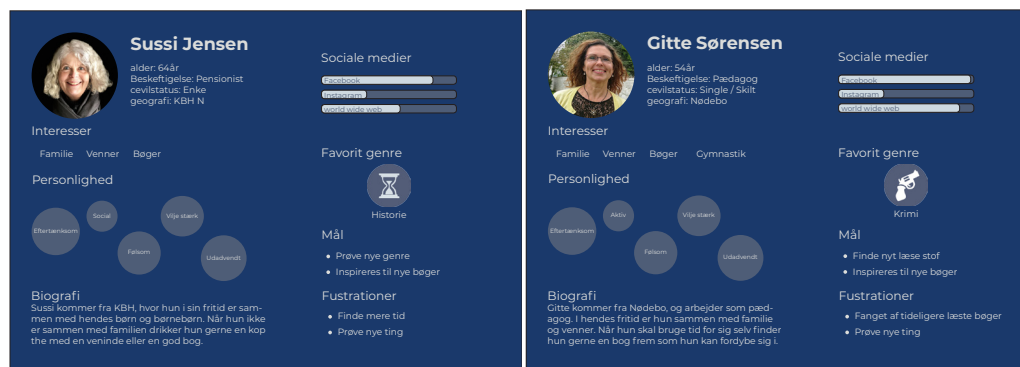 Sussi Jensen
alder: 64år
Beskeftigelse: Pensionist
cevilstatus: Enke
geografi: KBH N
Sociale medier
Facebook
Instagram
world wide web
Interesser
Familie Venner Bøger
Favorit genre
Historie
Personlighed
Eftertænksom
Social
Vilje stærk
Følsom
Udadvendt
Mål
• Prøve nye genre
• Inspireres til nye bøger
Biografi
Sussi kommer fra KBH, hvor hun i sin fritid er sam-
men med hendes børn og børnebørn. Når hun ikke
er sammen med familien drikker hun gerne en kop
the med en veninde eller en god bog.
Fustrationer
• Finde mere tid
• Prøve nye ting
Gitte Sørensen
alder: 54år
Beskeftigelse: Pædagog
cevilstatus: Single / Skilt
geografi: Nødebo
Sociale medier
Facebook
Instagram
world wide web
Interesser
Familie Venner Bøger Gymnastik
Favorit genre
Krimi
Personlighed
Eftertænksom
Aktiv
Vilje stærk
Følsom
Udadvendt
Mål
• Finde nyt læse stof
• Inspireres til nye bøger
Biografi
Gitte kommer fra Nødebo, og arbejder som pæd-
agog. I hendes fritid er hun sammen med familie
og venner. Når hun skal bruge tid for sig selv finder
hun gerne en bog frem som hun kan fordybe sig i.
Fustrationer
• Fanget af tideligere læste bøger
• Prøve nye ting